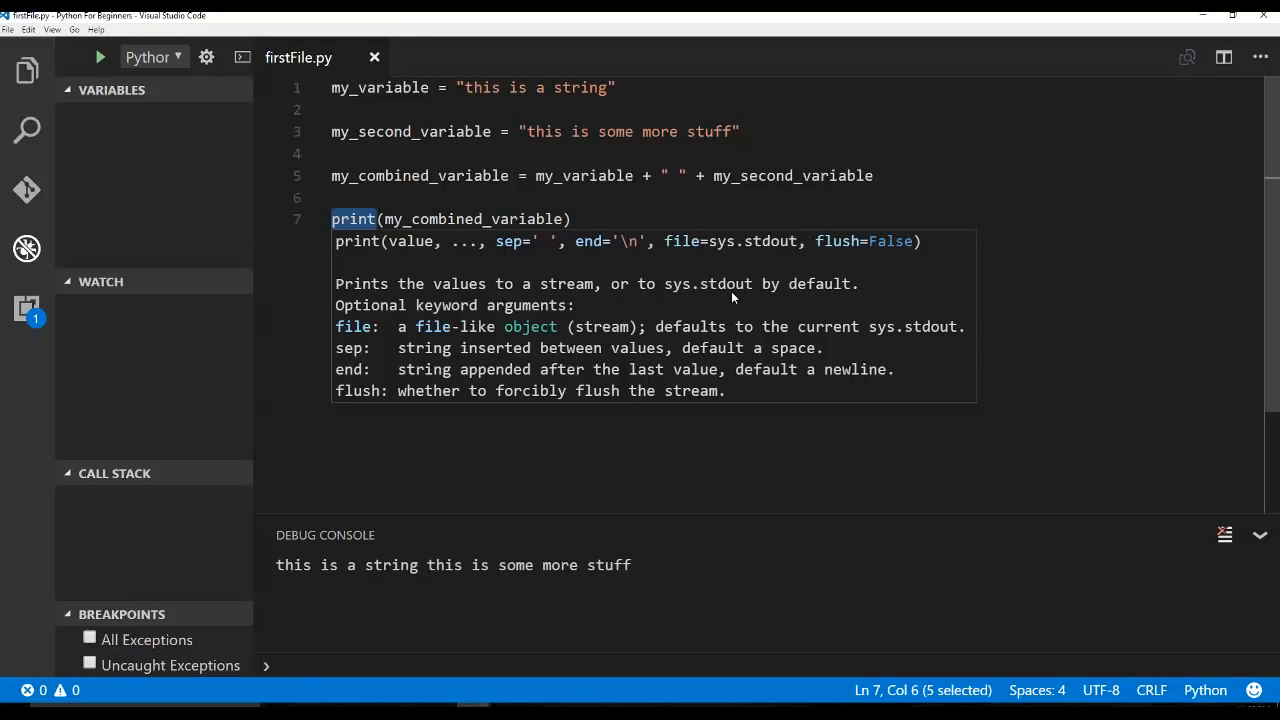 firstFile.py - Python For Beginners - Visual Studio Code
File Edit View Go Help
Python
firstFile.py
VARIABLES
WATCH
CALL STACK
BREAKPOINTS
All Exceptions
Uncaught Exceptions
1
1 my_variable = "this is a string"
2
3 my_second_variable = "this is some more stuff"
4
5 my_combined_variable = my_variable + " " + my_second_variable
6
7 print(my_combined_variable)
print(value, ..., sep=' ', end='\n', file=sys.stdout, flush=False)
Prints the values to a stream, or to sys.stdout by default.
Optional keyword arguments:
file: a file-like object (stream); defaults to the current sys.stdout.
sep: string inserted between values, default a space.
end: string appended after the last value, default a newline.
flush: whether to forcibly flush the stream.
DEBUG CONSOLE
this is a string this is some more stuff
0 0
Ln 7, Col 6 (5 selected) Spaces: 4 UTF-8 CRLF Python